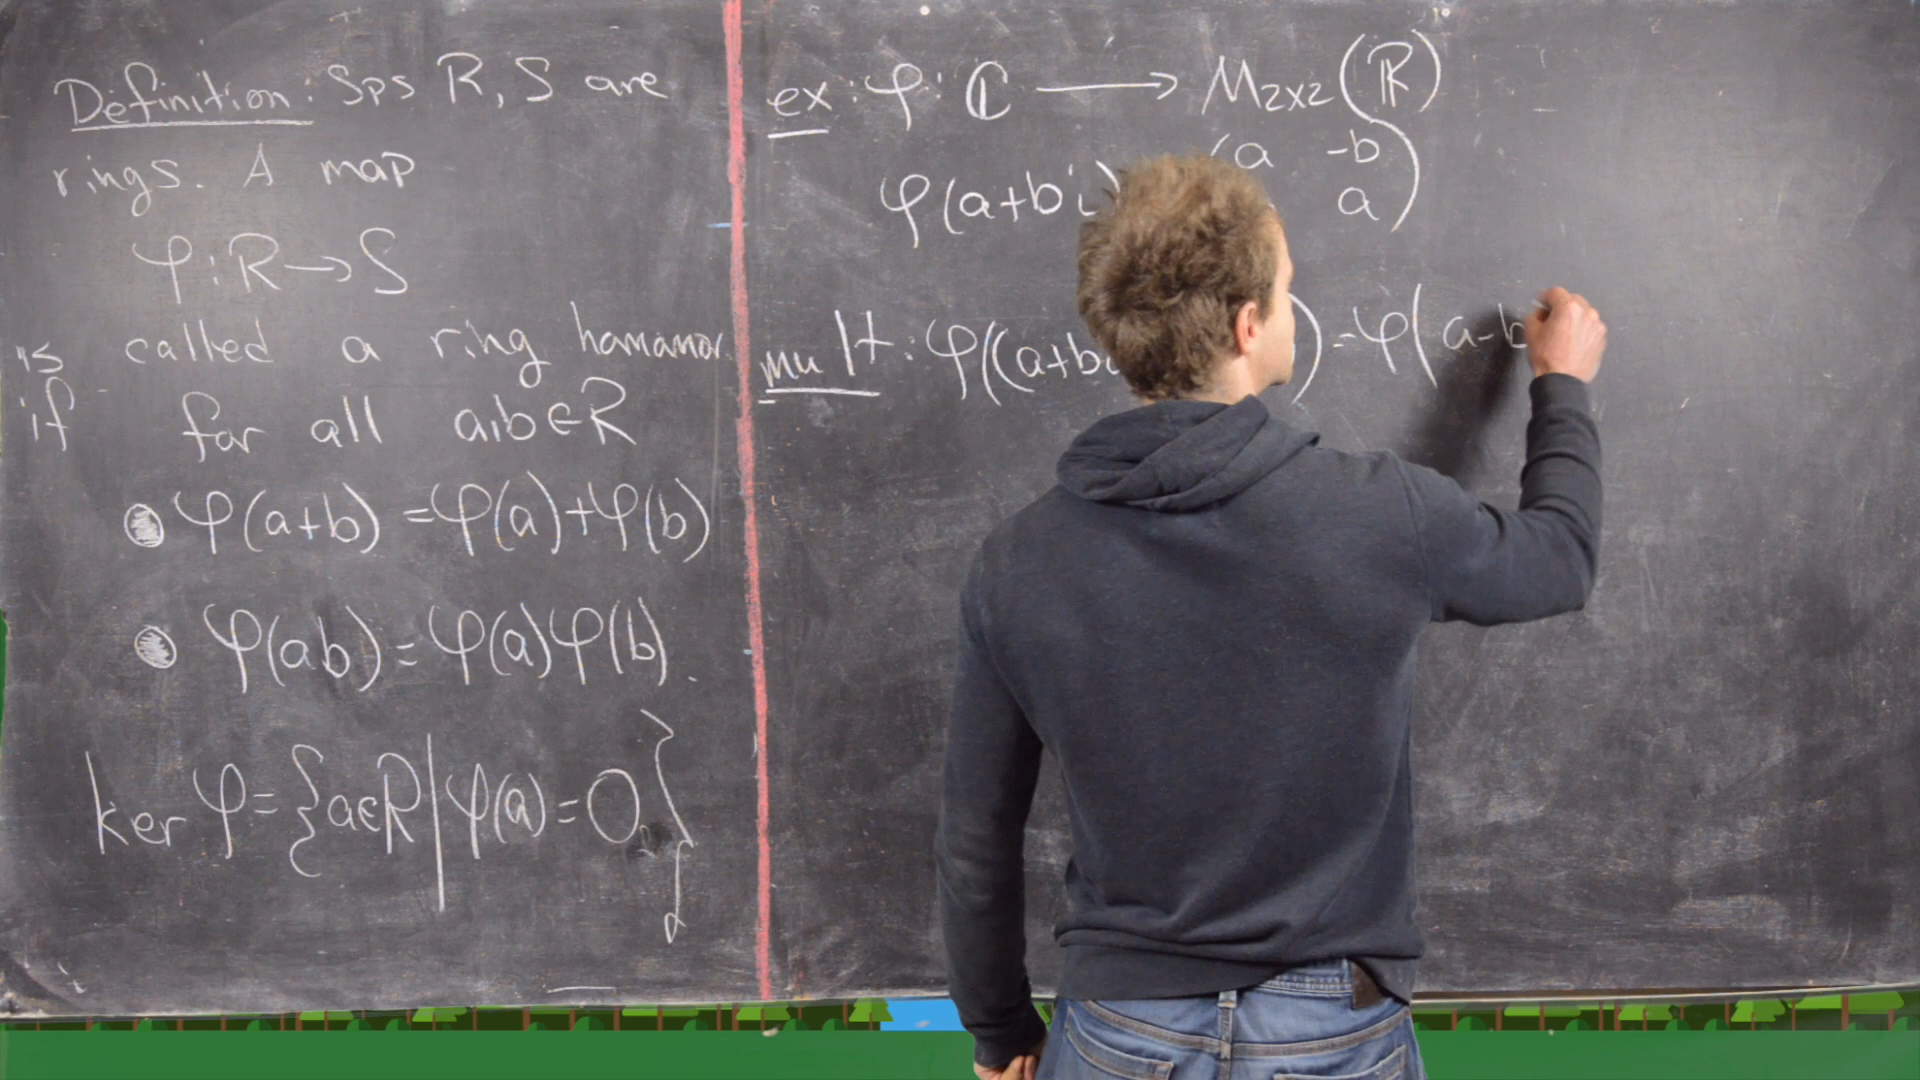 Definition: Sps R, S are
rings. A map
φ: R → S
is called a ring homomor.
if for all a,b ∈ R
• φ(a+b) = φ(a)+φ(b)
• φ(ab) = φ(a)φ(b).
ker φ = {a∈R | φ(a) = 0}
ex: φ: ℂ → M₂ₓ₂(ℝ)
φ(a+bi) (a -b
a)
mult: φ((a+b ) = φ(a-b